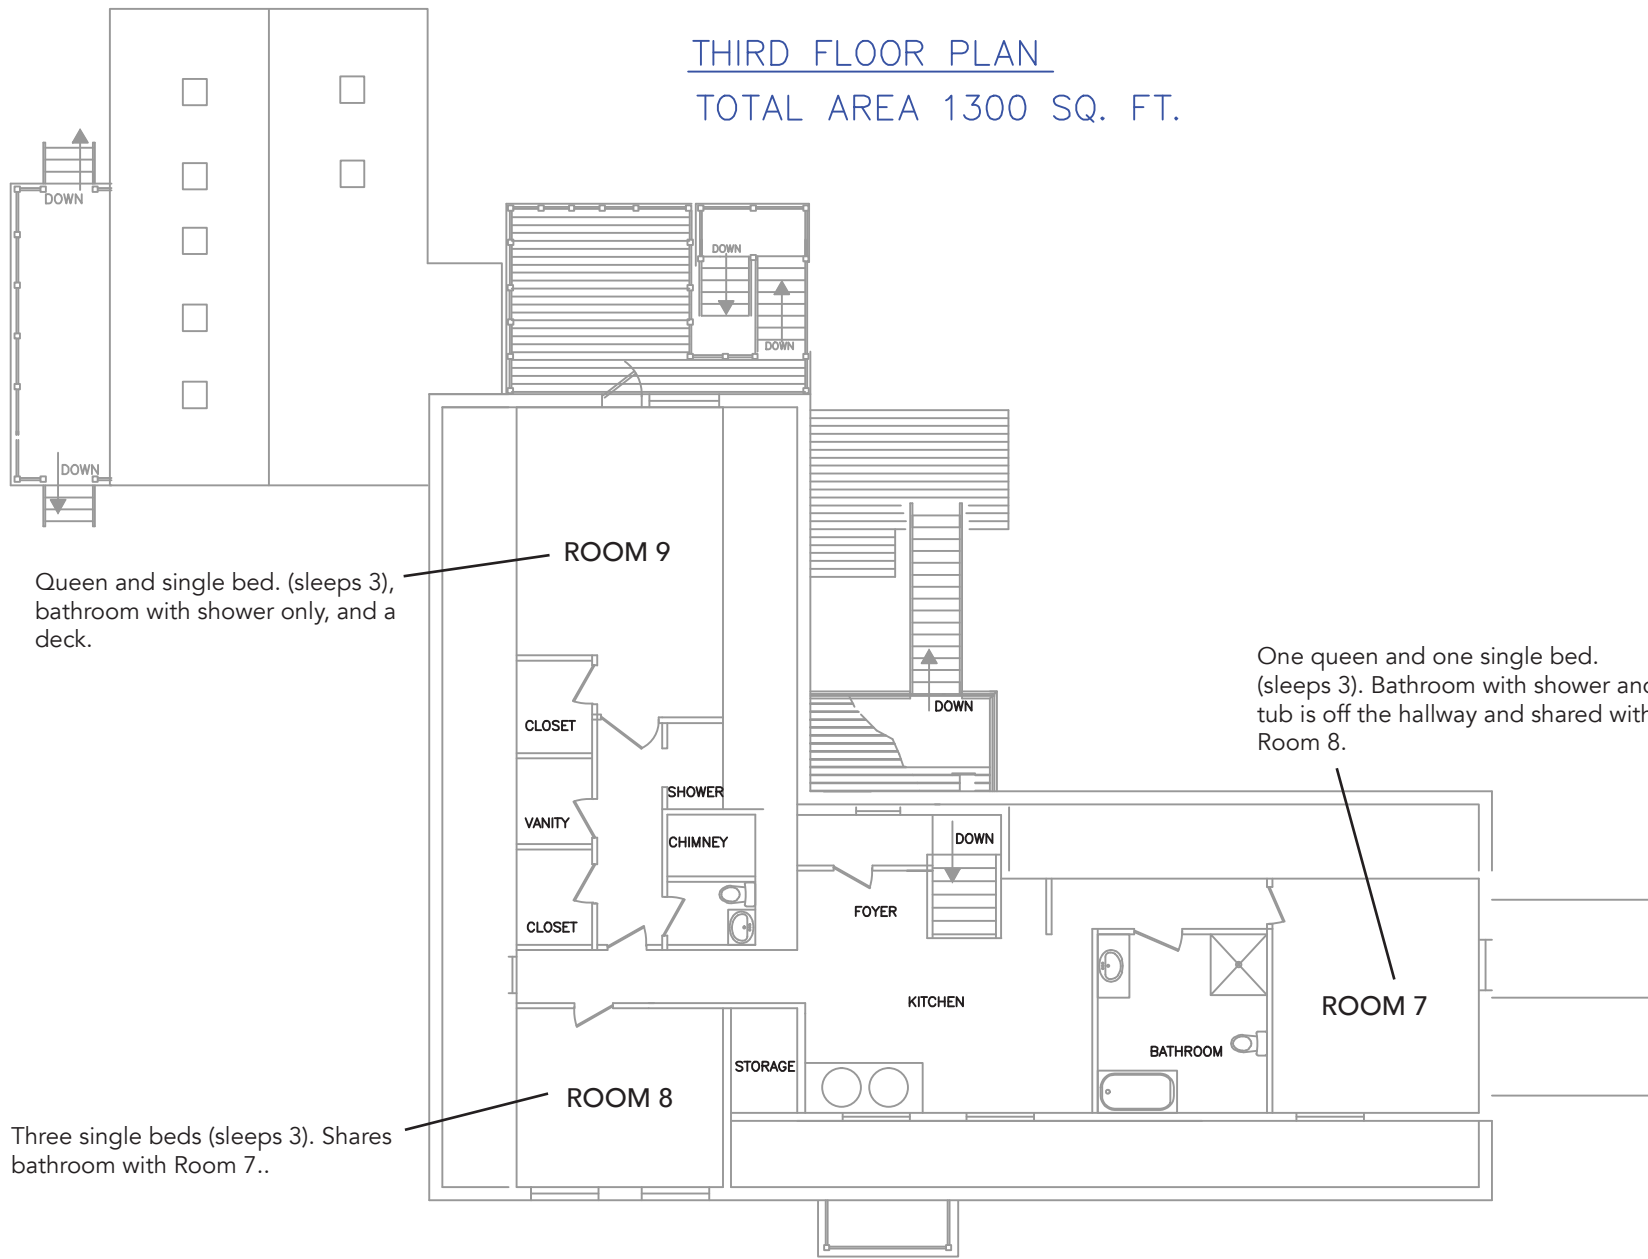 THIRD FLOOR PLAN
TOTAL AREA 1300 SQ. FT.
DOWN
DOWN
DOWN
DOWN
ROOM 9
Queen and single bed. (sleeps 3),
bathroom with shower only, and a
deck.
One queen and one single bed.
(sleeps 3). Bathroom with shower and
tub is off the hallway and shared with
Room 8.
DOWN
CLOSET
SHOWER
VANITY
CHIMNEY
DOWN
FOYER
CLOSET
KITCHEN
ROOM 7
BATHROOM
STORAGE
ROOM 8
Three single beds (sleeps 3). Shares
bathroom with Room 7..